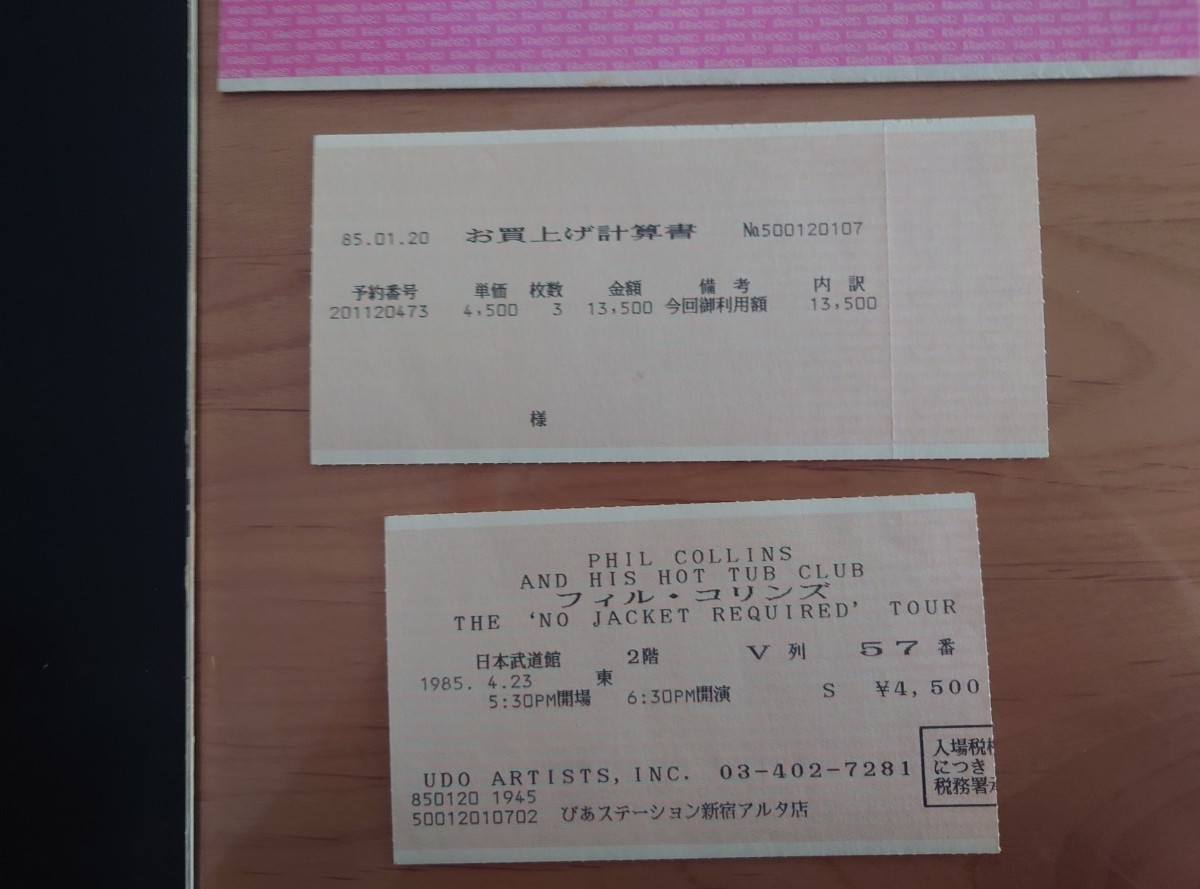 85.01.20 お買上げ計算書 №500120107
予約番号 単価 枚数 金額 備考 内訳
201120473 4,500 3 13,500 今回御利用額 13,500
様
PHIL COLLINS
AND HIS HOT TUB CLUB
フィル・コリンズ
THE 'NO JACKET REQUIRED' TOUR
日本武道館 2階 V列 57番
1985. 4.23 東
5:30PM開場 6:30PM開演 S ¥4,500
入場税
につき
税務署
UDO ARTISTS, INC. 03-402-7281
850120 1945
50012010702 ぴあステーション新宿アルタ店